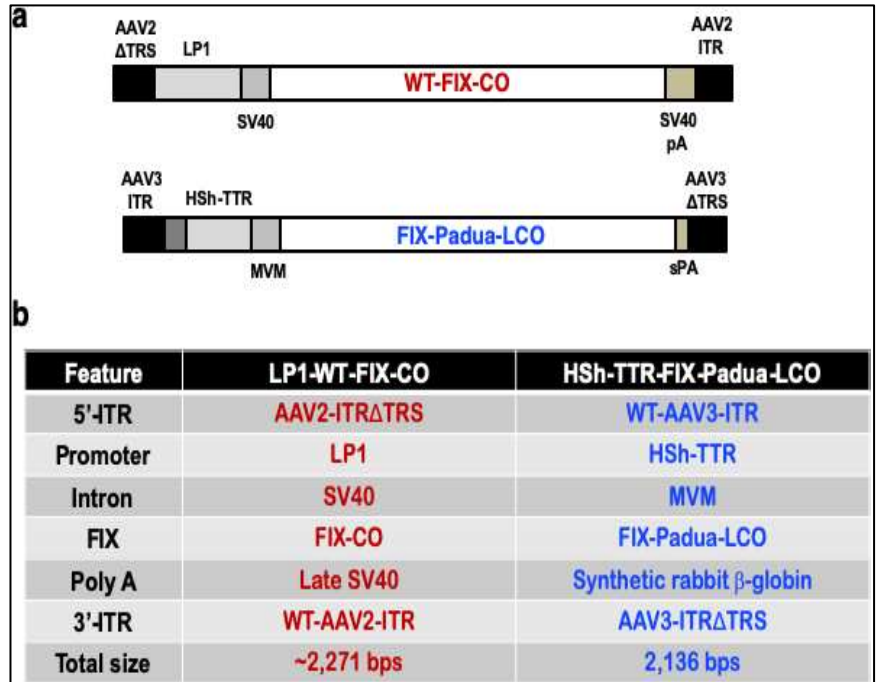 a
AAV2
ΔTRS
LP1
AAV2
ITR
WT-FIX-CO
SV40
SV40
pA
AAV3
ITR
HSh-TTR
AAV3
ΔTRS
FIX-Padua-LCO
MVM
sPA
b
Feature LP1-WT-FIX-CO HSh-TTR-FIX-Padua-LCO
5'-ITR AAV2-ITRΔTRS WT-AAV3-ITR
Promoter LP1 HSh-TTR
Intron SV40 MVM
FIX FIX-CO FIX-Padua-LCO
Poly A Late SV40 Synthetic rabbit β-globin
3'-ITR WT-AAV2-ITR AAV3-ITRΔTRS
Total size ~2,271 bps 2,136 bps